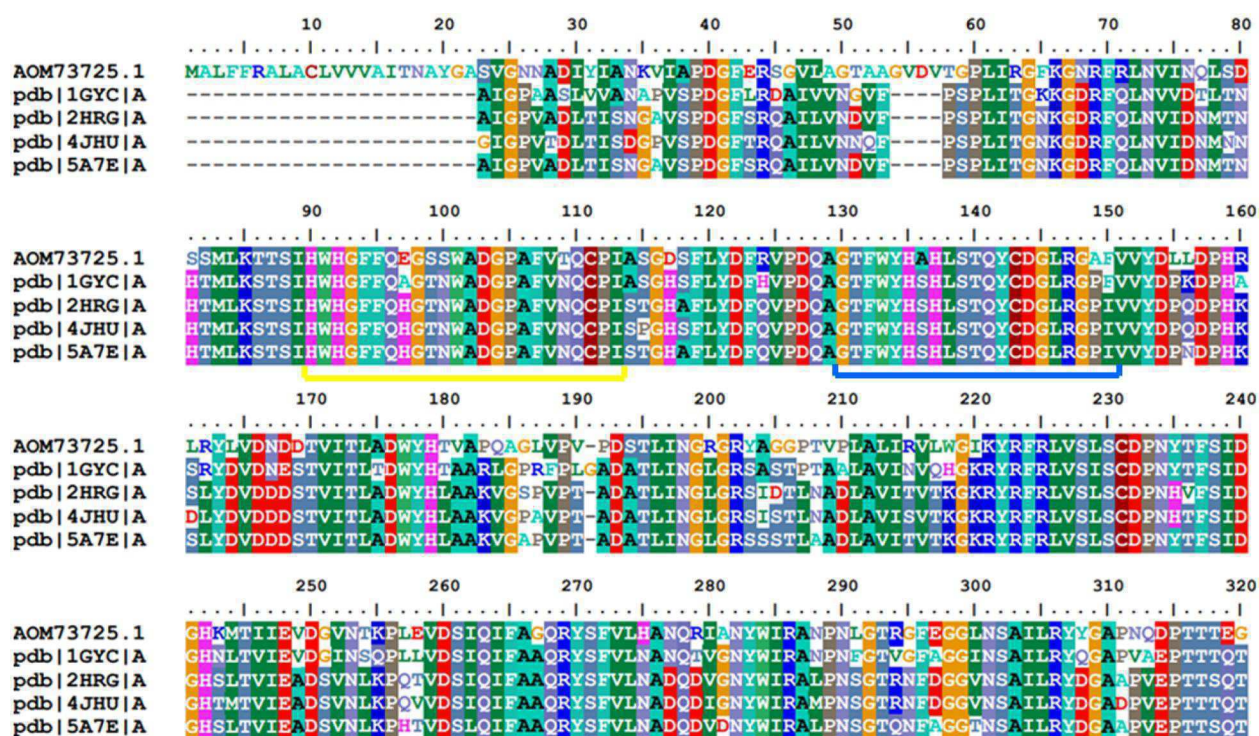 10 20 30 40 50 60 70 80
AOM73725.1 MALFFRALACLVVVAITNAYGASVGNNADIYIANKVIAPDGFERSGVLAGTAAGVDVTGPLIRGFKGNRFRLNVINQLSD
pdb|1GYC|A ----------------------AIGPAASLVVANAPVSPDGFLRDAIVVNGVF----PSPLITGKKGDRFQLNVVDTLTN
pdb|2HRG|A ----------------------AIGPVADLTISNGAVSPDGFSRQAILVNDVF----PSPLITGNKGDRFQLNVIDNMTN
pdb|4JHU|A ----------------------GIGPVTDLTISDGPVSPDGFTRQAILVNNQF----PSPLITGNKGDRFQLNVIDNMNN
pdb|5A7E|A ----------------------AIGPVADLTISNGAVSPDGFSRQAILVNDVF----PSPLITGNKGDRFQLNVIDNMTN
90 100 110 120 130 140 150 160
AOM73725.1 SSMLKTTSIHWHGFFQEGSSWADGPAFVTQCPIASGDSFLYDFRVPDQAGTFWYHAHLSTQYCDGLRGAFVVYDLLDPHR
pdb|1GYC|A HTMLKSTSIHWHGFFQAGTNWADGPAFVNQCPIASGHSFLYDFHVPDQAGTFWYHSHLSTQYCDGLRGPFVVYDPKDPHA
pdb|2HRG|A HTMLKSTSIHWHGFFQHGTNWADGPAFVNQCPISTGHAFLYDFQVPDQAGTFWYHSHLSTQYCDGLRGPIVVYDPQDPHK
pdb|4JHU|A HTMLKSTSIHWHGFFQHGTNWADGPAFVNQCPISPGHSFLYDFQVPDQAGTFWYHSHLSTQYCDGLRGPIVVYDPQDPHK
pdb|5A7E|A HTMLKSTSIHWHGFFQHGTNWADGPAFVNQCPISTGHAFLYDFQVPDQAGTFWYHSHLSTQYCDGLRGPIVVYDPNDPHK
170 180 190 200 210 220 230 240
AOM73725.1 LRYLVDNDDTVITLADWYHTVAPQAGLVPV-PDSTLINGRGRYAGGPTVPLALIRVLWGIKYRFRLVSLSCDPNYTFSID
pdb|1GYC|A SRYDVDNESTVITLTDWYHTAARLGPRFPLGADATLINGLGRSASTPTAALAVINVQHGKRYRFRLVSISCDPNYTFSID
pdb|2HRG|A SLYDVDDDSTVITLADWYHLAAKVGSPVPT-ADATLINGLGRSIDTLNADLAVITVTKGKRYRFRLVSLSCDPNHVFSID
pdb|4JHU|A DLYDVDDDSTVITLADWYHLAAKVGPAVPT-ADATLINGLGRSISTLNADLAVISVTKGKRYRFRLVSLSCDPNHTFSID
pdb|5A7E|A SLYDVDDDSTVITLADWYHLAAKVGAPVPT-ADATLINGLGRSSSTLAADLAVITVTKGKRYRFRLVSLSCDPNHTFSID
250 260 270 280 290 300 310 320
AOM73725.1 GHKMTIIEVDGVNTKPLEVDSIQIFAGQRYSFVLHANQRIANYWIRANPNLGTRGFEGGLNSAILRYYGAPNQDPTTTEG
pdb|1GYC|A GHNLTVIEVDGINSQPLLVDSIQIFAAQRYSFVLNANQTVGNYWIRANPNFGTVGFAGGINSAILRYQGAPVAEPTTTQT
pdb|2HRG|A GHSLTVIEADSVNLKPQTVDSIQIFAAQRYSFVLNADQDVGNYWIRALPNSGTRNFDGGVNSAILRYDGAAPVEPTTSQT
pdb|4JHU|A GHTMTVIEADSVNLKPQVVDSIQIFAAQRYSFVLNADQDIGNYWIRAMPNSGTRNFDGGVNSAILRYDGADPVEPTTTQT
pdb|5A7E|A GHSLTVIEADSVNLKPHTVDSLQIFAAQRYSFVLNADQDVDNYWIRALPNSGTQNFAGGTNSAILRYDGAAPVEPTTSQT